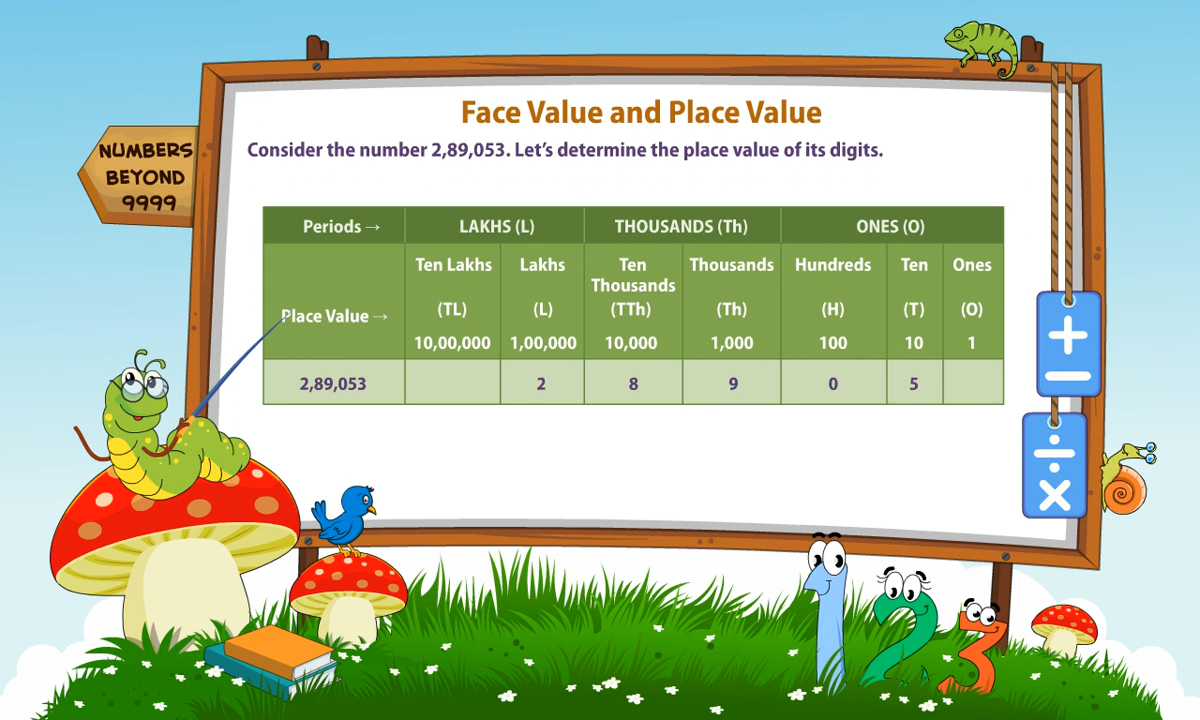 Face Value and Place Value
NUMBERS
BEYOND
9999
Consider the number 2,89,053. Let's determine the place value of its digits.
Periods → LAKHS (L) THOUSANDS (Th) ONES (O)
Place Value →
Ten Lakhs Lakhs Ten Thousands Thousands Hundreds Ten Ones
(TL) (L) (TTh) (Th) (H) (T) (O)
10,00,000 1,00,000 10,000 1,000 100 10 1
2,89,053 2 8 9 0 5
+
−
÷
×
1 2 3